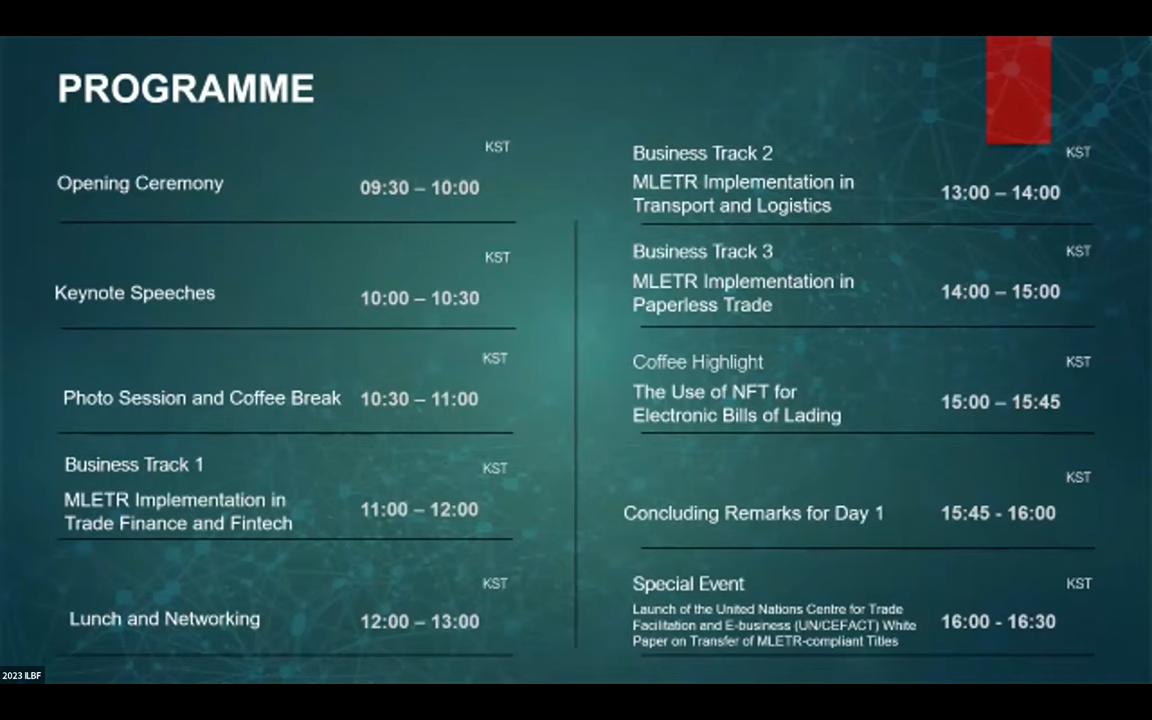 PROGRAMME
KST
Opening Ceremony
09:30 – 10:00
KST
Keynote Speeches
10:00 – 10:30
KST
Photo Session and Coffee Break
10:30 – 11:00
Business Track 1
KST
MLETR Implementation in
Trade Finance and Fintech
11:00 – 12:00
KST
Lunch and Networking
12:00 – 13:00
Business Track 2
KST
MLETR Implementation in
Transport and Logistics
13:00 – 14:00
Business Track 3
KST
MLETR Implementation in
Paperless Trade
14:00 – 15:00
Coffee Highlight
KST
The Use of NFT for
Electronic Bills of Lading
15:00 – 15:45
KST
Concluding Remarks for Day 1
15:45 - 16:00
Special Event
KST
Launch of the United Nations Centre for Trade
Facilitation and E-business (UN/CEFACT) White
Paper on Transfer of MLETR-compliant Titles
16:00 - 16:30
2023 ILBF